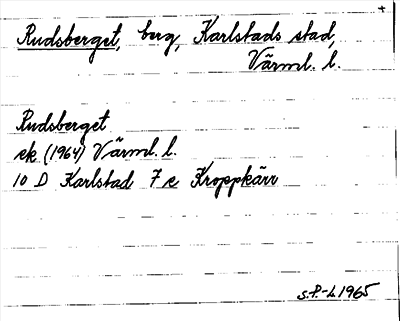 +
Rudsberget, berg, Karlstads stad,
Värml. l.
Rudsberget
ek (1964) Värml. l.
10 D Karlstad 7 e Kroppkärr
S.P.-L. 1965